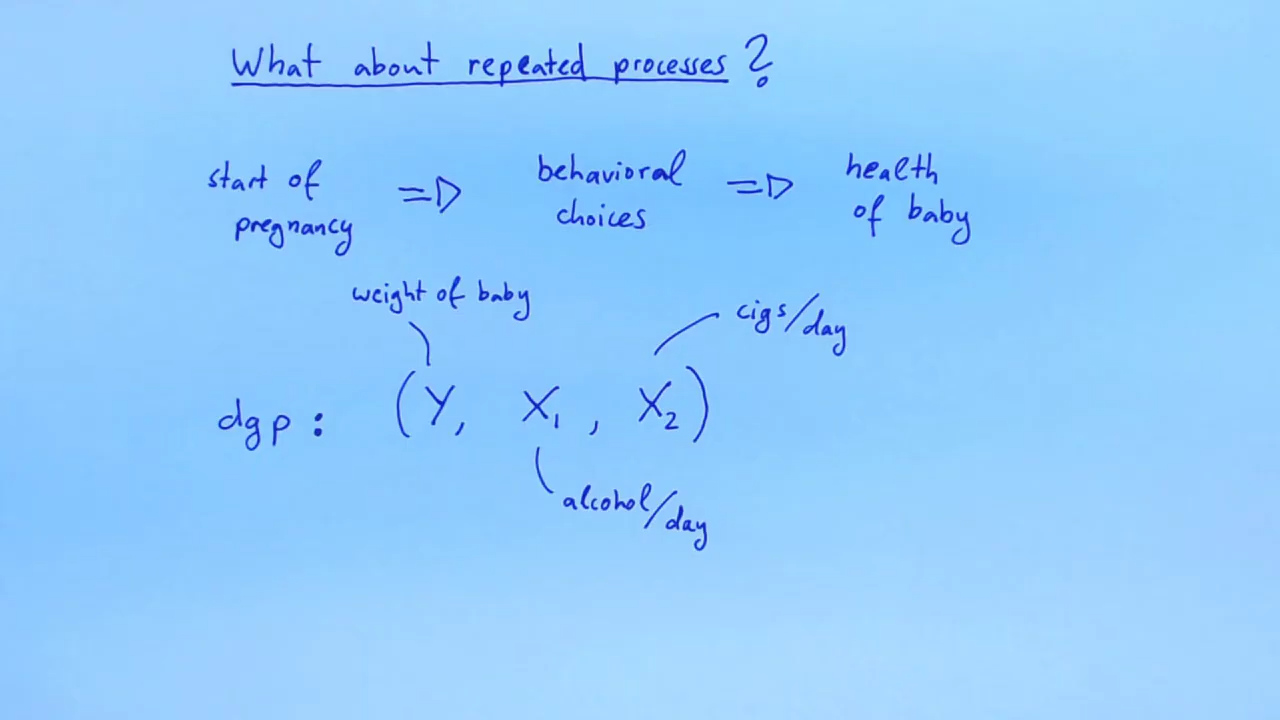 What about repeated processes?
start of pregnancy => behavioral choices => health of baby
weight of baby
cigs/day
dgp : (Y, X₁, X₂)
alcohol/day